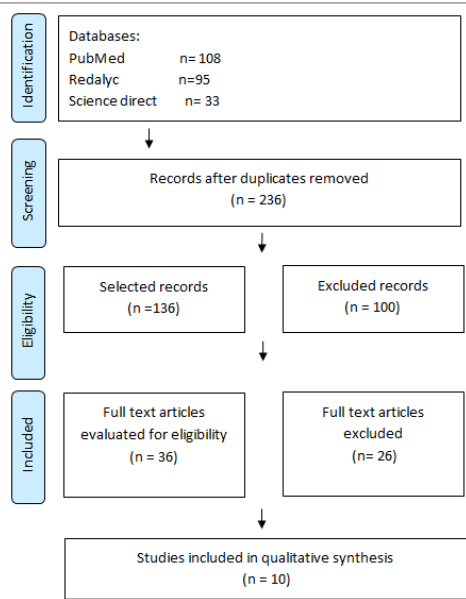 Identification
Databases:
PubMed n= 108
Redalyc n=95
Science direct n= 33
Screening
Records after duplicates removed
(n = 236)
Eligibility
Selected records
(n =136)
Excluded records
(n = 100)
Included
Full text articles
evaluated for eligibility
(n = 36)
Full text articles
excluded
(n= 26)
Studies included in qualitative synthesis
(n = 10)